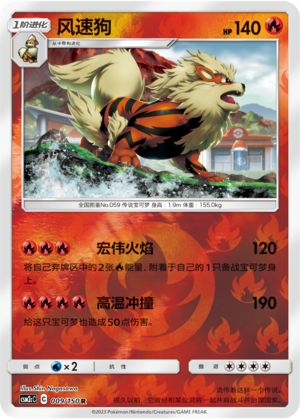 1阶进化
风速狗
HP 140
从卡蒂狗进化
全国图鉴No.059 传说宝可梦 身高：1.9m 体重：155.0kg
宏伟火焰 120
将自己弃牌区中的2张 能量，附着于自己的1只备战宝可梦身上。
高温冲撞 190
给这只宝可梦也造成50点伤害。
弱点 ×2 抗性 撤退
Illus.Shin Nagasawa
C 009/150 R
©2023 Pokémon/Nintendo/Creatures/GAME FREAK.